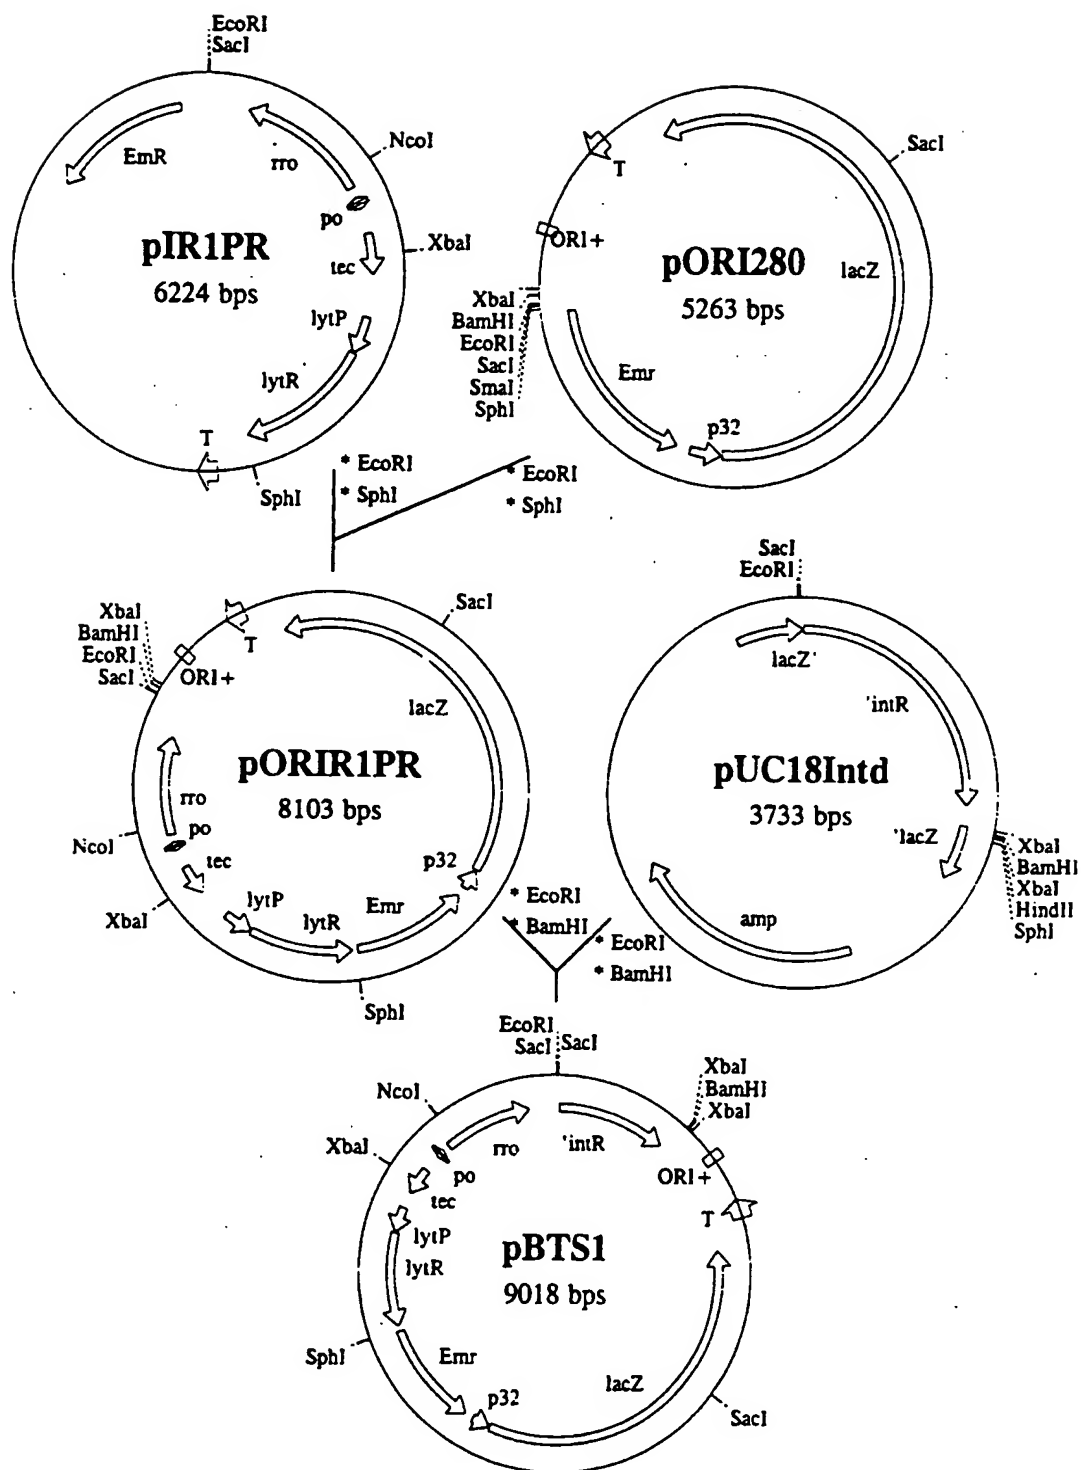 EcoRI
SacI
NcoI
XbaI
SphI
EmR
rro
po
tec
lytP
lytR
T
pIR1PR
6224 bps
SacI
T
ORI+
XbaI
BamHI
EcoRI
SacI
SmaI
SphI
Emr
p32
lacZ
pORI280
5263 bps
* EcoRI
* SphI
* EcoRI
* SphI
XbaI
BamHI
EcoRI
SacI
ORI+
T
SacI
lacZ
pORIR1PR
8103 bps
rro
po
NcoI
tec
XbaI
lytP
lytR
Emr
p32
SphI
SacI
EcoRI
lacZ'
'intR
pUC18Intd
3733 bps
'lacZ
amp
XbaI
BamHI
XbaI
HindII
SphI
* EcoRI
* BamHI
* EcoRI
* BamHI
EcoRI
SacI
SacI
XbaI
BamHI
XbaI
NcoI
XbaI
rro
'intR
po
tec
ORI+
T
lytP
lytR
pBTS1
9018 bps
SphI
Emr
p32
lacZ
SacI